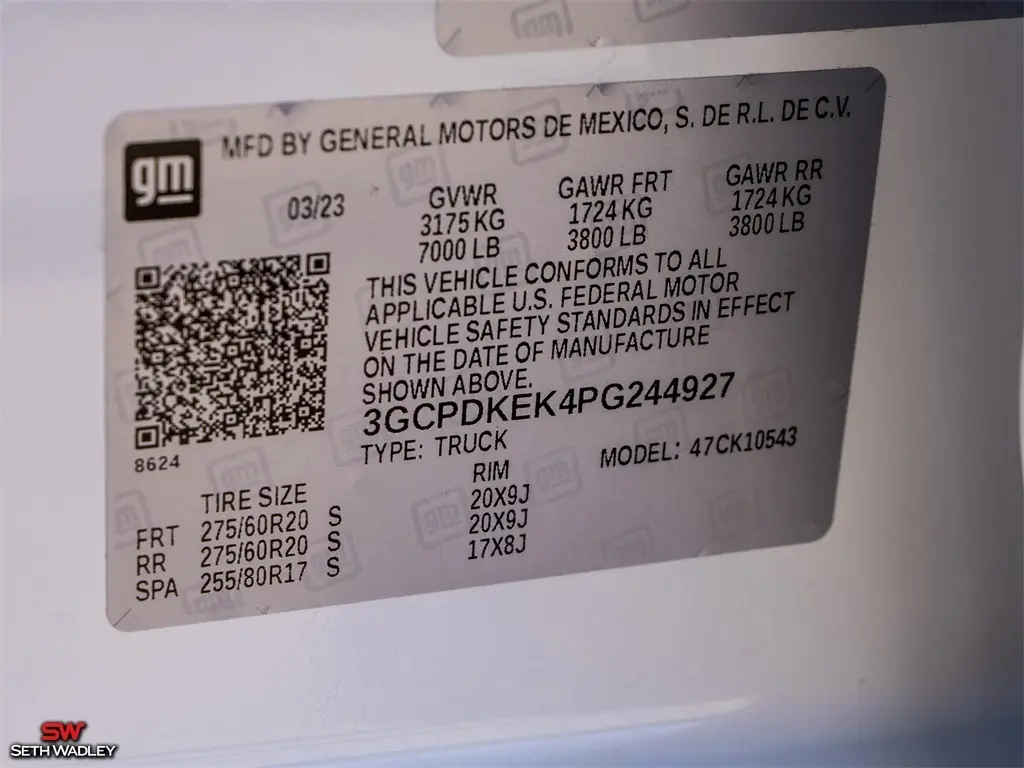 gm
MFD BY GENERAL MOTORS DE MEXICO, S. DE R.L. DE C.V.
03/23
GVWR GAWR FRT GAWR RR
3175 KG 1724 KG 1724 KG
7000 LB 3800 LB 3800 LB
THIS VEHICLE CONFORMS TO ALL
APPLICABLE U.S. FEDERAL MOTOR
VEHICLE SAFETY STANDARDS IN EFFECT
ON THE DATE OF MANUFACTURE
SHOWN ABOVE.
3GCPDKEK4PG244927
8624
TYPE: TRUCK MODEL: 47CK10543
TIRE SIZE RIM
FRT 275/60R20 S 20X9J
RR 275/60R20 S 20X9J
SPA 255/80R17 S 17X8J
SW
SETH WADLEY